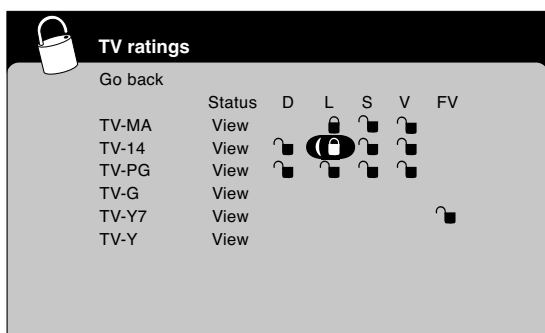 TV ratings
Go back
Status D L S V FV
TV-MA View
TV-14 View
TV-PG View
TV-G View
TV-Y7 View
TV-Y View